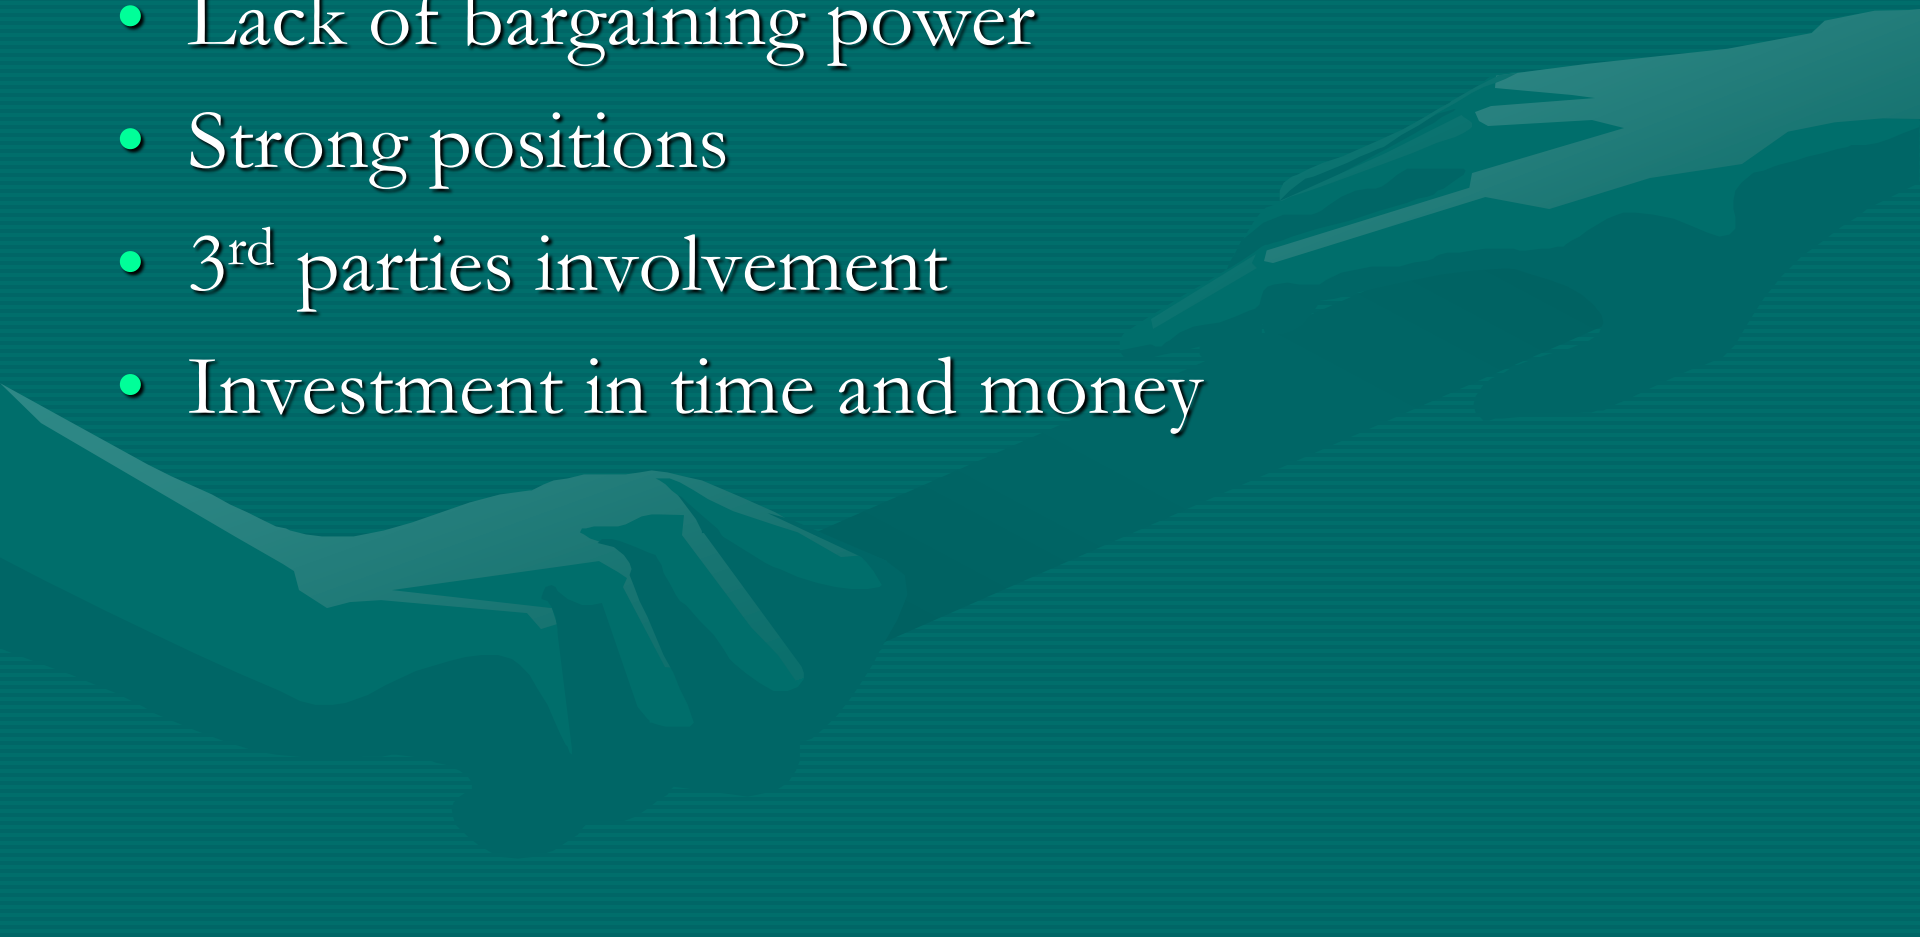 • Lack of bargaining power
• Strong positions
• 3rd parties involvement
• Investment in time and money